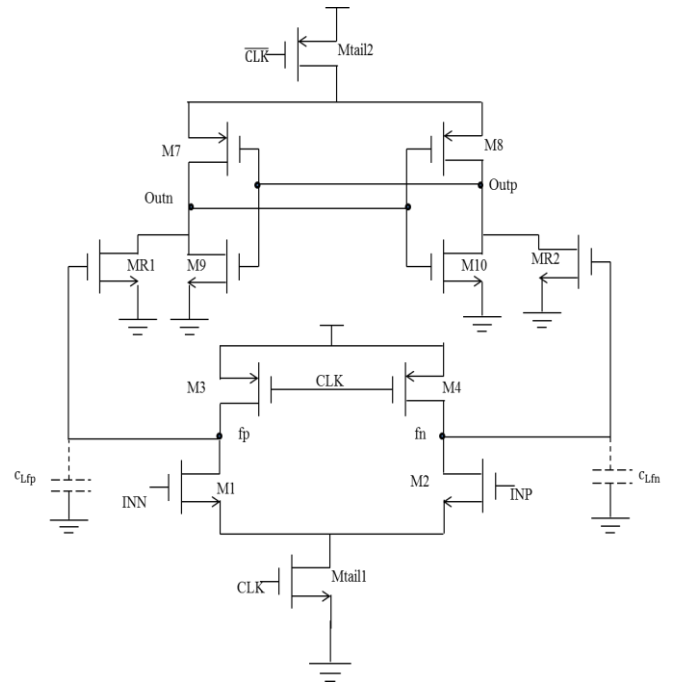 Mtail2
CLK
M7
M8
Outn
Outp
MR1
M9
M10
MR2
M3
CLK
M4
fp
fn
CLfp
M1
M2
CLfn
INN
INP
CLK
Mtail1